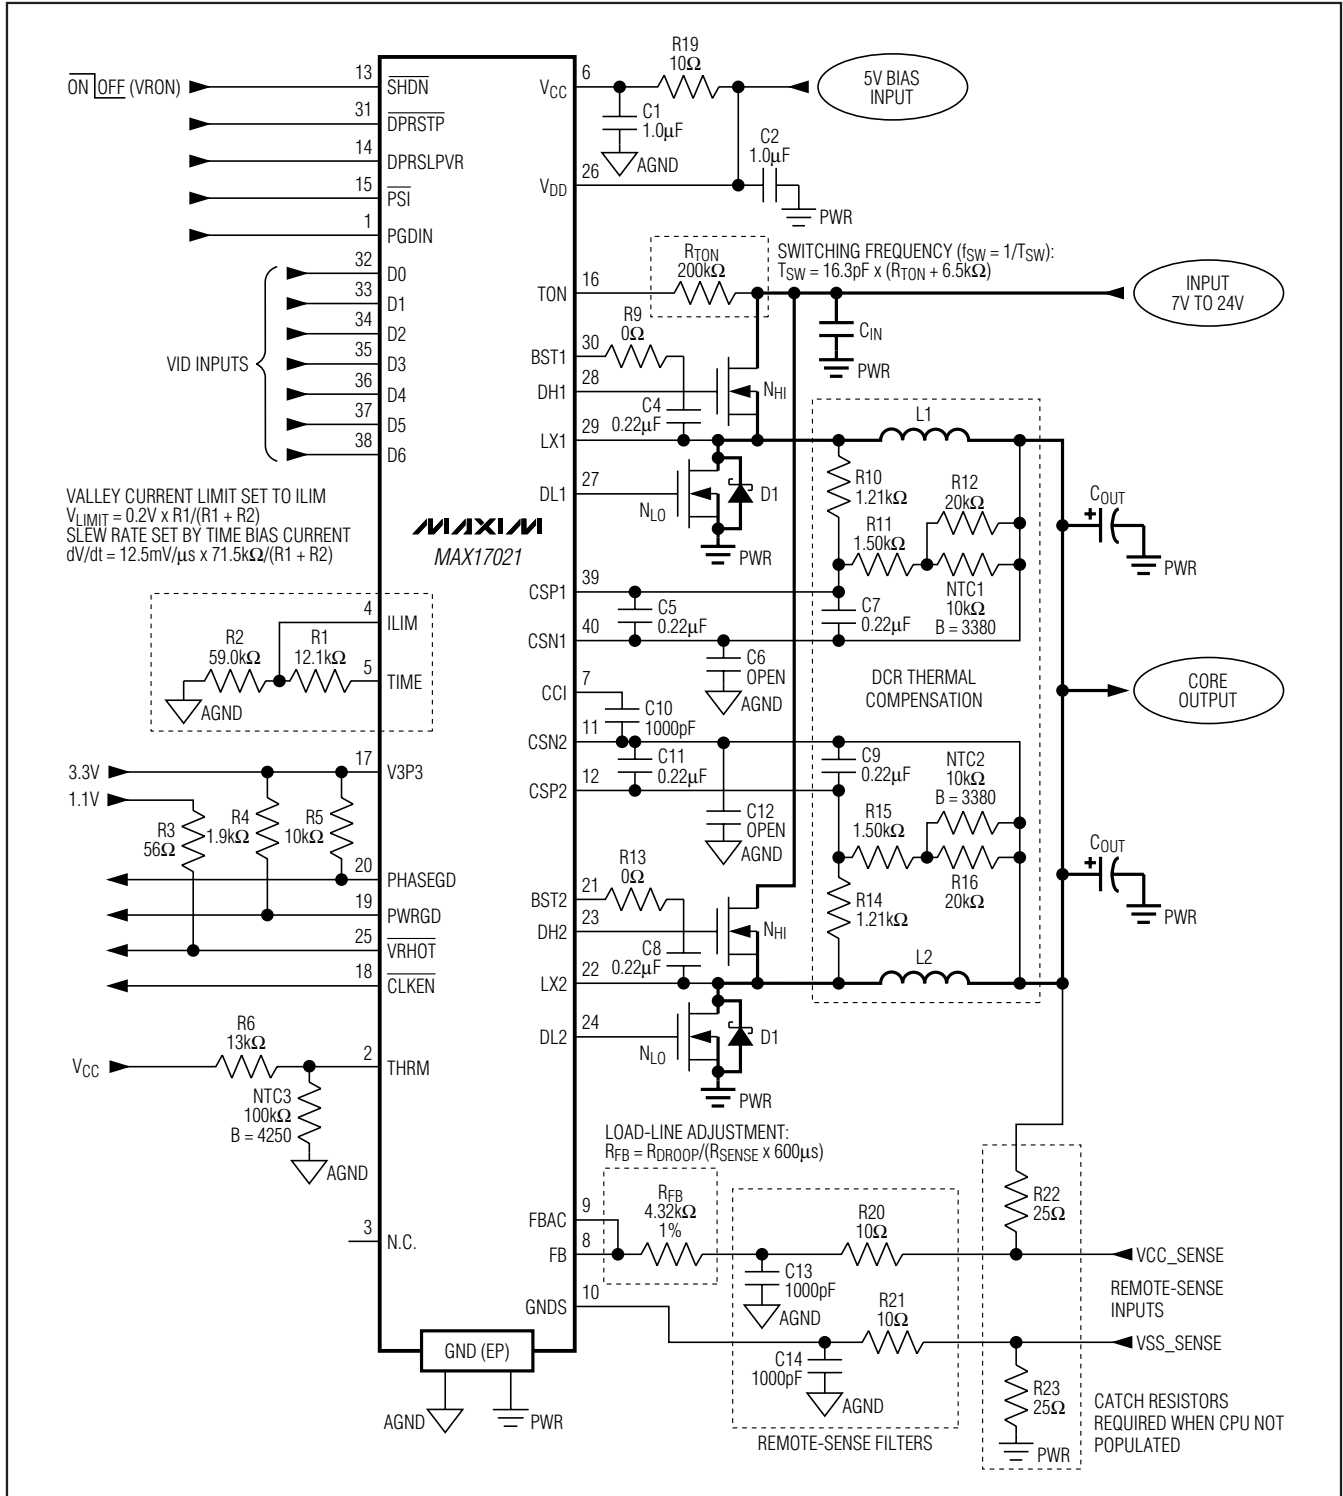 ON OFF (VRON)
13
SHDN
31
DPRSTP
14
DPRSLPVR
15
PSI
1
PGDIN
32
D0
33
D1
34
D2
35
D3
36
D4
37
D5
38
D6
VID INPUTS
VALLEY CURRENT LIMIT SET TO ILIM
VLIMIT = 0.2V x R1/(R1 + R2)
SLEW RATE SET BY TIME BIAS CURRENT
dV/dt = 12.5mV/μs x 71.5kΩ/(R1 + R2)
4
ILIM
R2
59.0kΩ
R1
12.1kΩ
5
TIME
AGND
3.3V
17
V3P3
1.1V
R3
56Ω
R4
1.9kΩ
R5
10kΩ
20
PHASEGD
19
PWRGD
25
VRHOT
18
CLKEN
VCC
R6
13kΩ
2
THRM
NTC3
100kΩ
B = 4250
AGND
3
N.C.
MAXIM
MAX17021
GND (EP)
AGND
PWR
VCC
6
R19
10Ω
5V BIAS
INPUT
C1
1.0μF
AGND
C2
1.0μF
VDD
26
PWR
RTON
200kΩ
SWITCHING FREQUENCY (fSW = 1/TSW):
TSW = 16.3pF x (RTON + 6.5kΩ)
TON
16
INPUT
7V TO 24V
CIN
PWR
R9
0Ω
BST1
30
DH1
28
NHI
C4
0.22μF
LX1
29
L1
DL1
27
NLO
D1
PWR
R10
1.21kΩ
R12
20kΩ
R11
1.50kΩ
NTC1
10kΩ
B = 3380
COUT
PWR
CSP1
39
C5
0.22μF
C7
0.22μF
CSN1
40
C6
OPEN
AGND
DCR THERMAL
COMPENSATION
CORE
OUTPUT
CCI
7
C10
1000pF
CSN2
11
C11
0.22μF
C9
0.22μF
CSP2
12
C12
OPEN
AGND
NTC2
10kΩ
B = 3380
R15
1.50kΩ
R16
20kΩ
R14
1.21kΩ
COUT
PWR
R13
0Ω
BST2
21
DH2
23
NHI
C8
0.22μF
LX2
22
L2
DL2
24
NLO
D1
PWR
LOAD-LINE ADJUSTMENT:
RFB = RDROOP/(RSENSE x 600μs)
FBAC
9
FB
8
RFB
4.32kΩ
1%
R20
10Ω
C13
1000pF
AGND
R22
25Ω
VCC_SENSE
REMOTE-SENSE
INPUTS
GNDS
10
R21
10Ω
VSS_SENSE
C14
1000pF
AGND
R23
25Ω
PWR
CATCH RESISTORS
REQUIRED WHEN CPU NOT
POPULATED
REMOTE-SENSE FILTERS